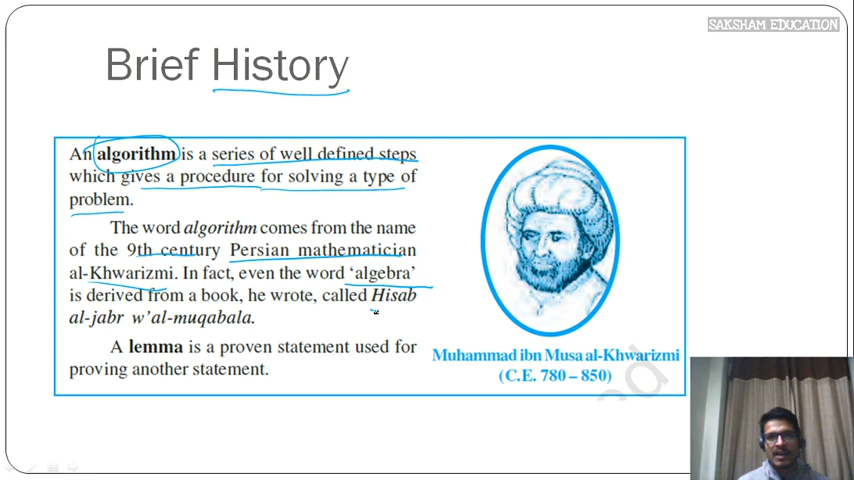 SAKSHAM EDUCATION
Brief History
An algorithm is a series of well defined steps
which gives a procedure for solving a type of
problem.
The word algorithm comes from the name
of the 9th century Persian mathematician
al-Khwarizmi. In fact, even the word ‘algebra’
is derived from a book, he wrote, called Hisab
al-jabr w’al-muqabala.
A lemma is a proven statement used for
proving another statement.
Muhammad ibn Musa al-Khwarizmi
(C.E. 780 – 850)